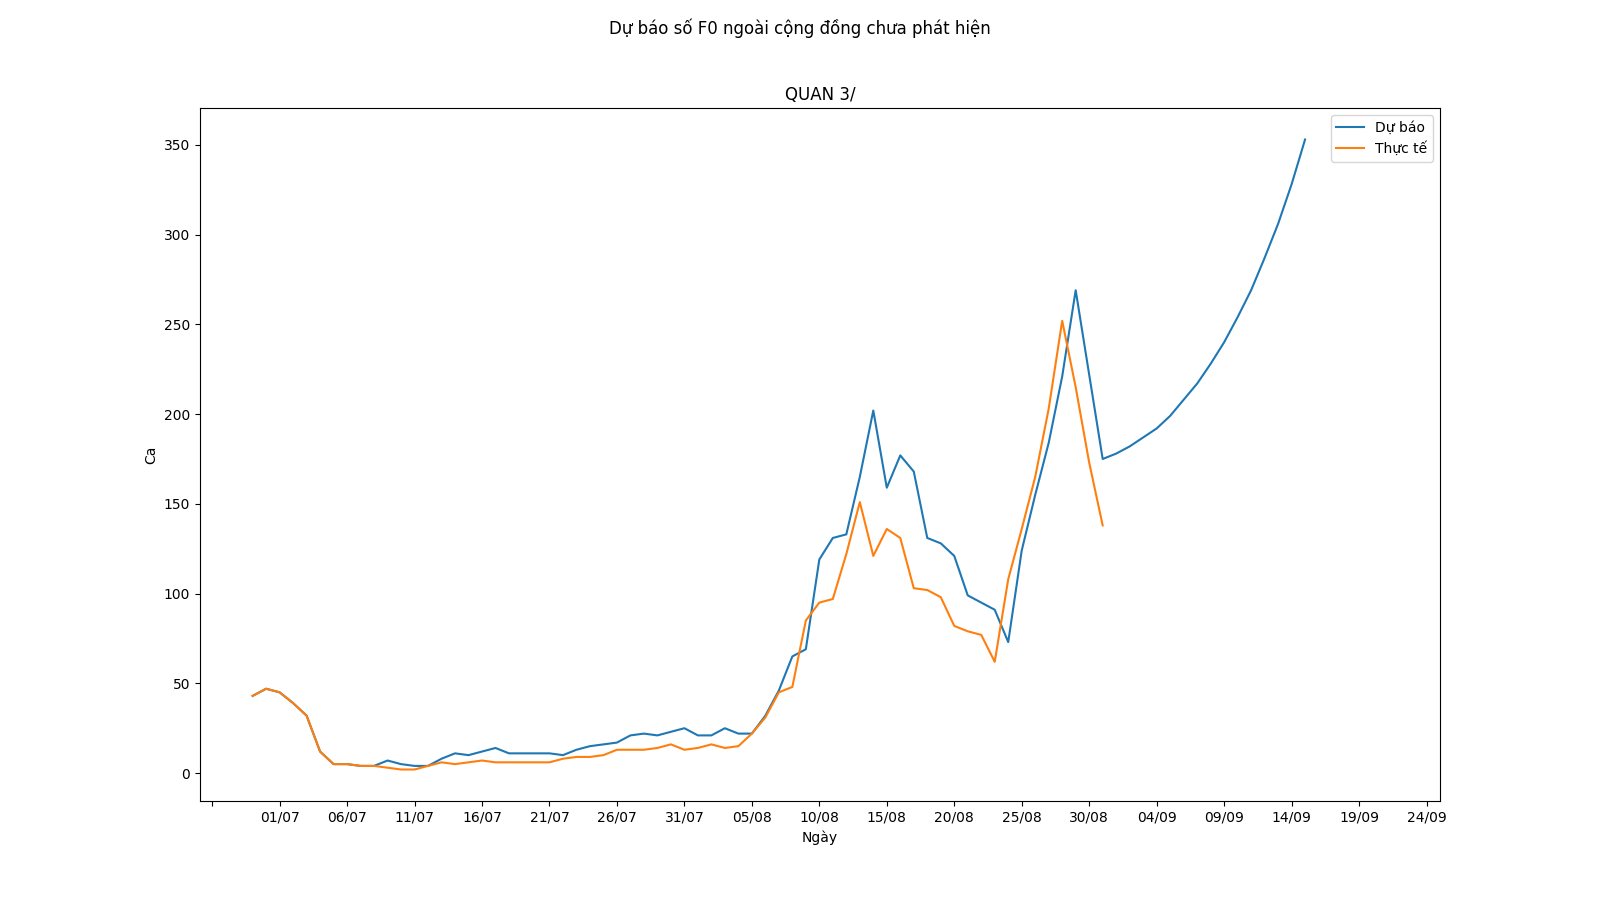 Dự báo số F0 ngoài cộng đồng chưa phát hiện
QUAN 3/
Dự báo
Thực tế
350
300
250
200
150
100
50
0
Ca
01/07 06/07 11/07 16/07 21/07 26/07 31/07 05/08 10/08 15/08 20/08 25/08 30/08 04/09 09/09 14/09 19/09 24/09
Ngày